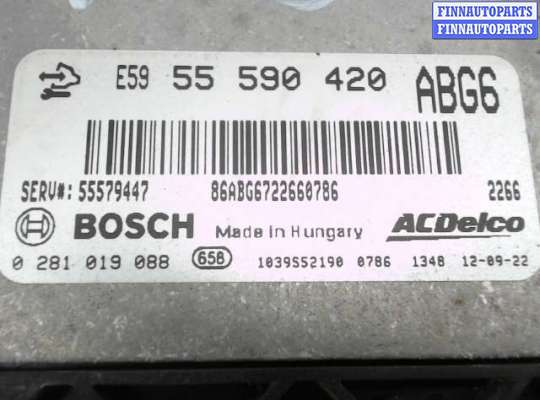 FINNAUTOPARTS
FINNAUTOPARTS
E59 55 590 420 ABG6
SERV#: 55579447 86ABG6722660786 2266
BOSCH Made in Hungary ACDelco
0 281 019 088 658 1039S52190 0786 1348 12-09-22